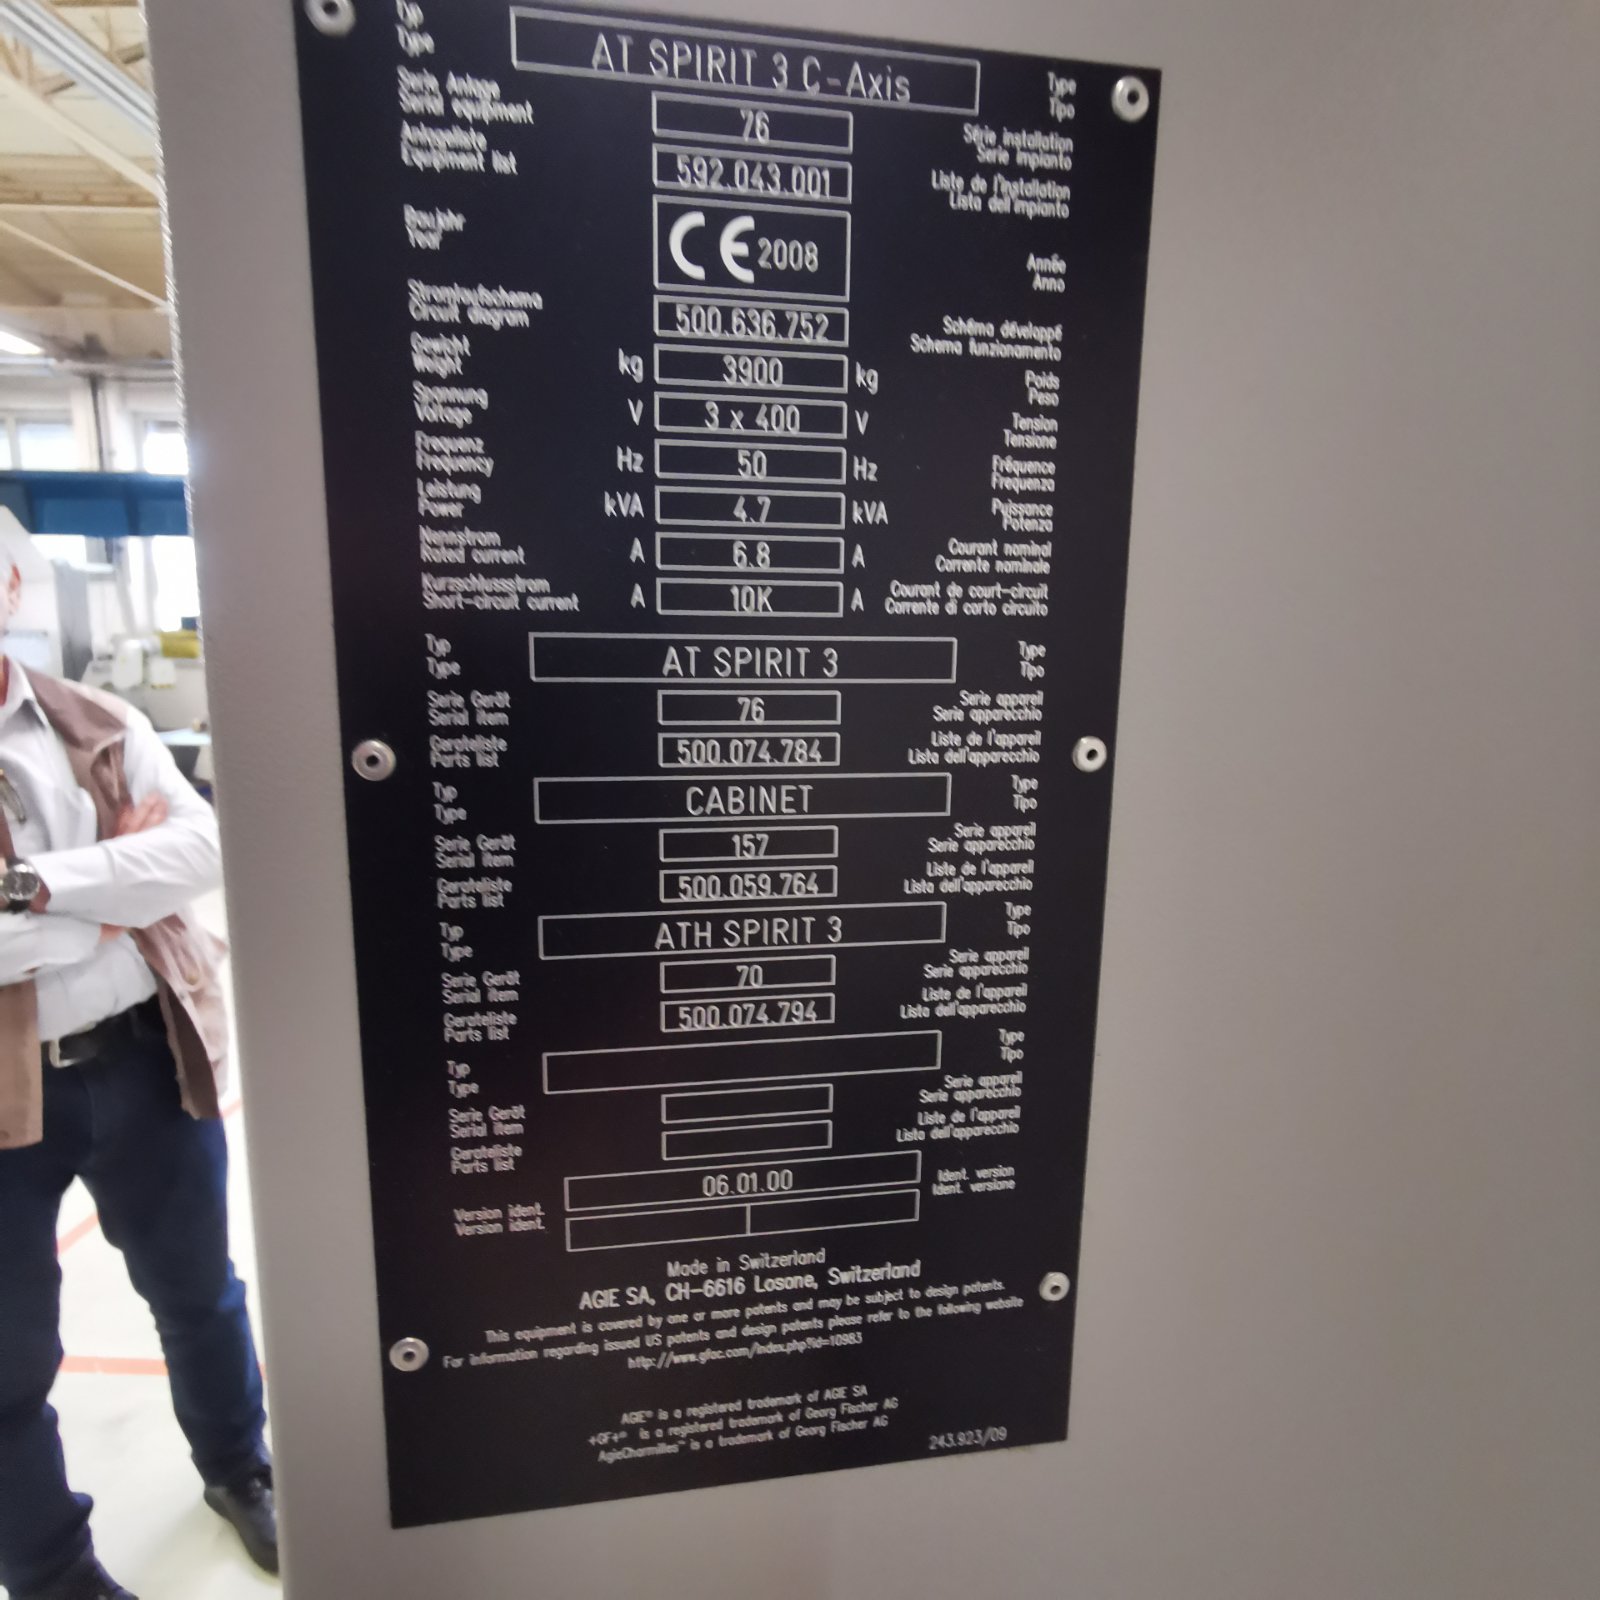 Typ
Type
AT SPIRIT 3 C-Axis
Type
Tipo
Serie Anlage
Serial equipment
76
Série installation
Serie impianto
Anlageliste
Equipment list
592.043.001
Liste de l'installation
Lista dell'impianto
Baujahr
Year
CE 2008
Année
Anno
Stromlaufschema
Circuit diagram
500.636.752
Schéma développé
Schema funzionamento
Gewicht
Weight
kg 3900 kg
Poids
Peso
Spannung
Voltage
V 3 x 400 V
Tension
Tensione
Frequenz
Frequency
Hz 50 Hz
Fréquence
Frequenza
Leistung
Power
kVA 4.7 kVA
Puissance
Potenza
Nennstrom
Rated current
A 6.8 A
Courant nominal
Corrente nominale
Kurzschlussstrom
Short-circuit current
A 10K A
Courant de court-circuit
Corrente di corto circuito
Typ
Type
AT SPIRIT 3
Type
Tipo
Serie Gerät
Serial item
76
Serie appareil
Serie apparecchio
Geräteliste
Parts list
500.074.784
Liste de l'appareil
Lista dell'apparecchio
Typ
Type
CABINET
Type
Tipo
Serie Gerät
Serial item
157
Serie appareil
Serie apparecchio
Geräteliste
Parts list
500.059.764
Liste de l'appareil
Lista dell'apparecchio
Typ
Type
ATH SPIRIT 3
Type
Tipo
Serie Gerät
Serial item
70
Serie appareil
Serie apparecchio
Geräteliste
Parts list
500.074.794
Liste de l'appareil
Lista dell'apparecchio
Typ
Type
Type
Tipo
Serie Gerät
Serial item
Serie appareil
Serie apparecchio
Geräteliste
Parts list
Liste de l'appareil
Lista dell'apparecchio
Version ident.
Version ident.
06.01.00
Ident. version
Ident. versione
Made in Switzerland
AGIE SA, CH-6616 Losone, Switzerland
This equipment is covered by one or more patents and may be subject to design patents.
For information regarding issued US patents and design patents please refer to the following website
http://www.gfac.com/index.php?id=10983
AGIE® is a registered trademark of AGIE SA
+GF+® is a registered trademark of Georg Fischer AG
AgieCharmilles™ is a trademark of Georg Fischer AG
243.923/09